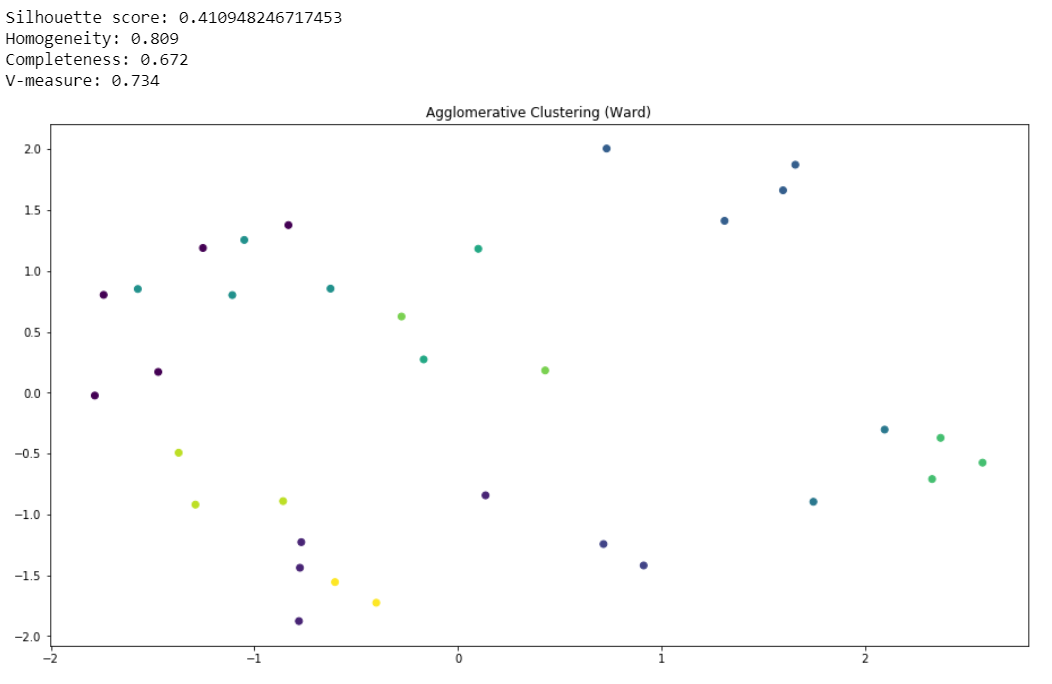 Silhouette score: 0.410948246717453
Homogeneity: 0.809
Completeness: 0.672
V-measure: 0.734
Agglomerative Clustering (Ward)
2.0
1.5
1.0
0.5
0.0
−0.5
−1.0
−1.5
−2.0
−2 −1 0 1 2